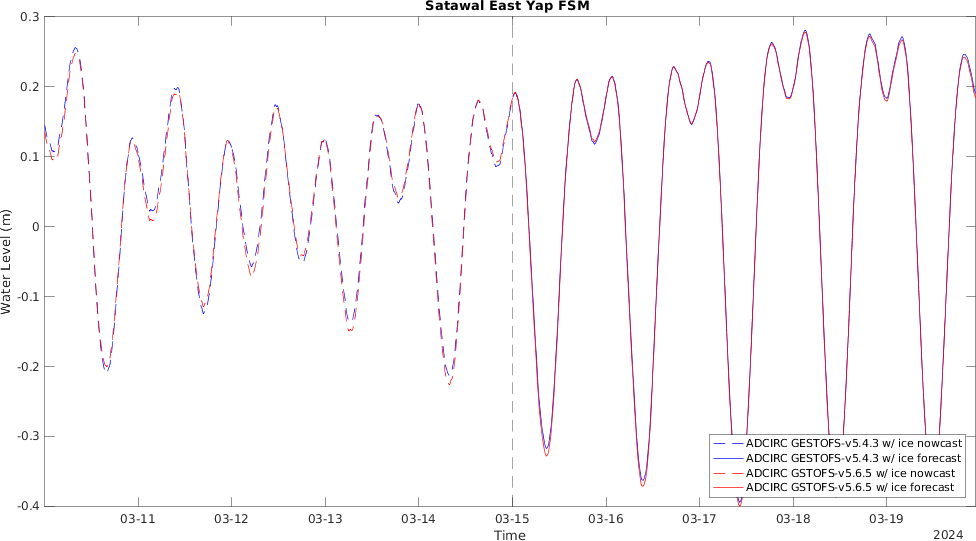 Satawal East Yap FSM
0.3
0.2
0.1
0
-0.1
-0.2
-0.3
-0.4
Water Level (m)
ADCIRC GESTOFS-v5.4.3 w/ ice nowcast
ADCIRC GESTOFS-v5.4.3 w/ ice forecast
ADCIRC GSTOFS-v5.6.5 w/ ice nowcast
ADCIRC GSTOFS-v5.6.5 w/ ice forecast
03-11 03-12 03-13 03-14 03-15 03-16 03-17 03-18 03-19
Time
2024